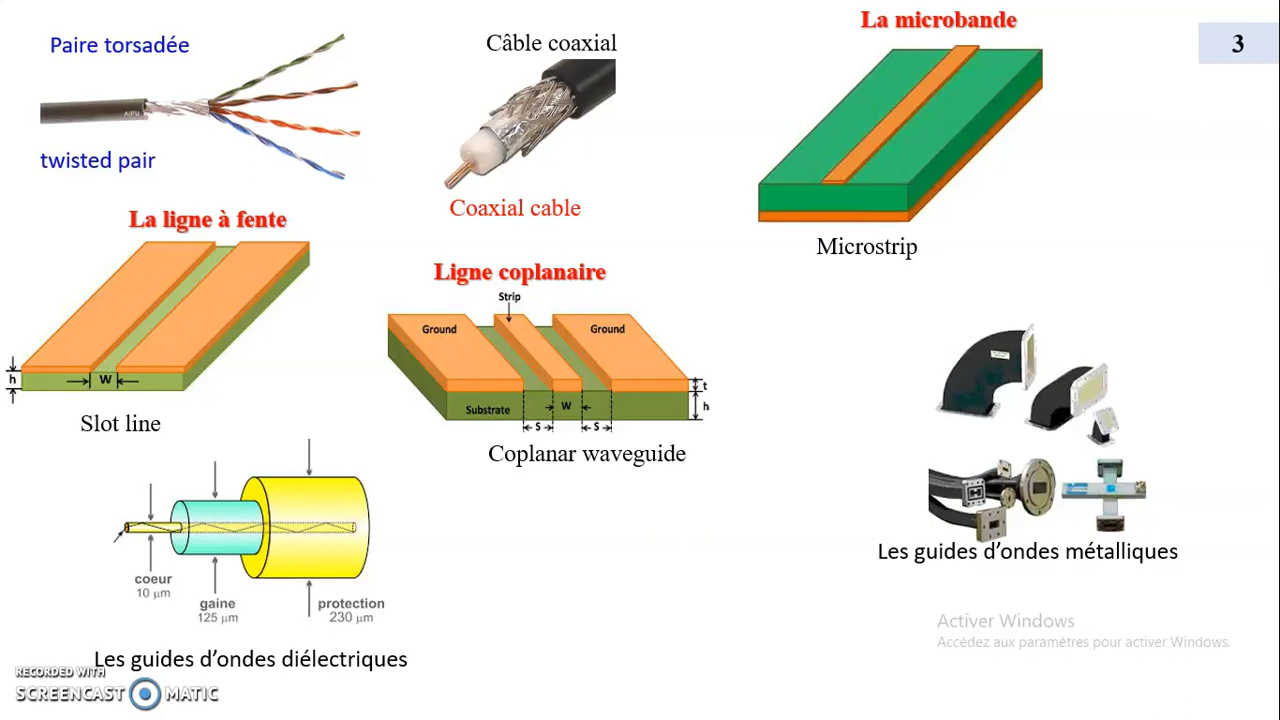 La microbande
3
Paire torsadée
Câble coaxial
AIPU
twisted pair
Coaxial cable
La ligne à fente
Microstrip
Ligne coplanaire
Strip
Ground
Ground
h
W
t
Substrate
W
h
S
S
Slot line
Coplanar waveguide
coeur
10 µm
gaine
125 µm
protection
230 µm
Les guides d'ondes métalliques
Activer Windows
Accédez aux paramètres pour activer Windows.
Les guides d'ondes diélectriques
RECORDED WITH
SCREENCAST MATIC